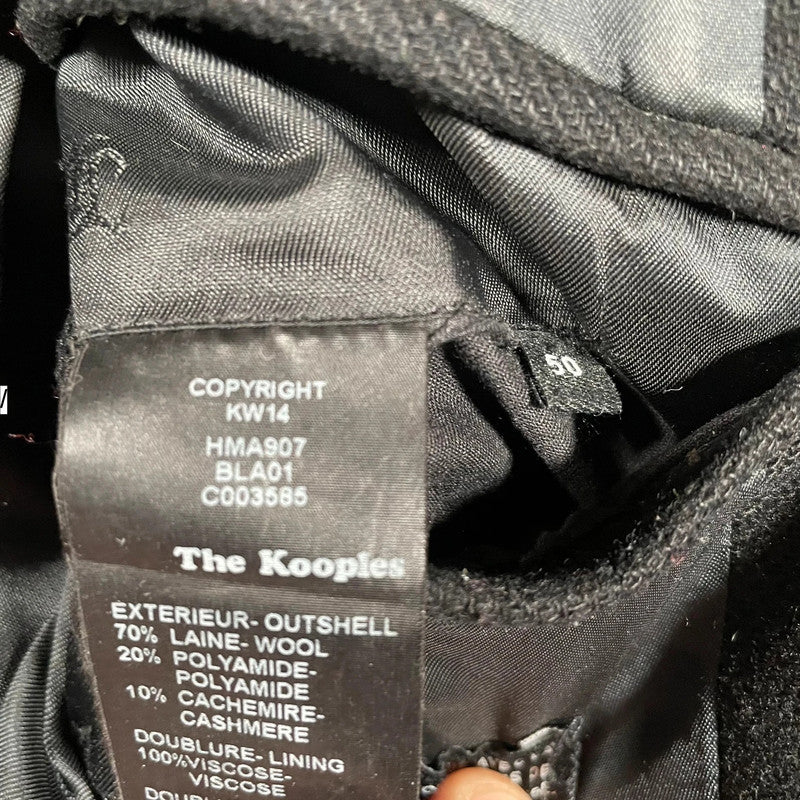 COPYRIGHT
KW14
HMA907
BLA01
C003585
The Kooples
EXTERIEUR- OUTSHELL
70% LAINE- WOOL
20% POLYAMIDE-
POLYAMIDE
10% CACHEMIRE-
CASHMERE
DOUBLURE- LINING
100%VISCOSE-
VISCOSE
50